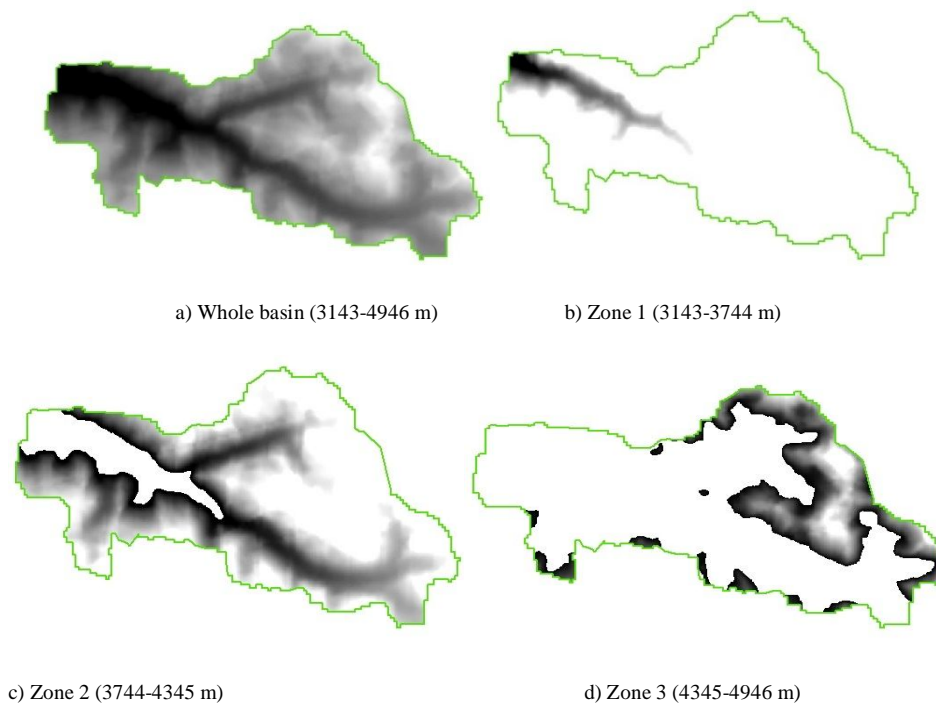 a) Whole basin (3143-4946 m)
b) Zone 1 (3143-3744 m)
c) Zone 2 (3744-4345 m)
d) Zone 3 (4345-4946 m)